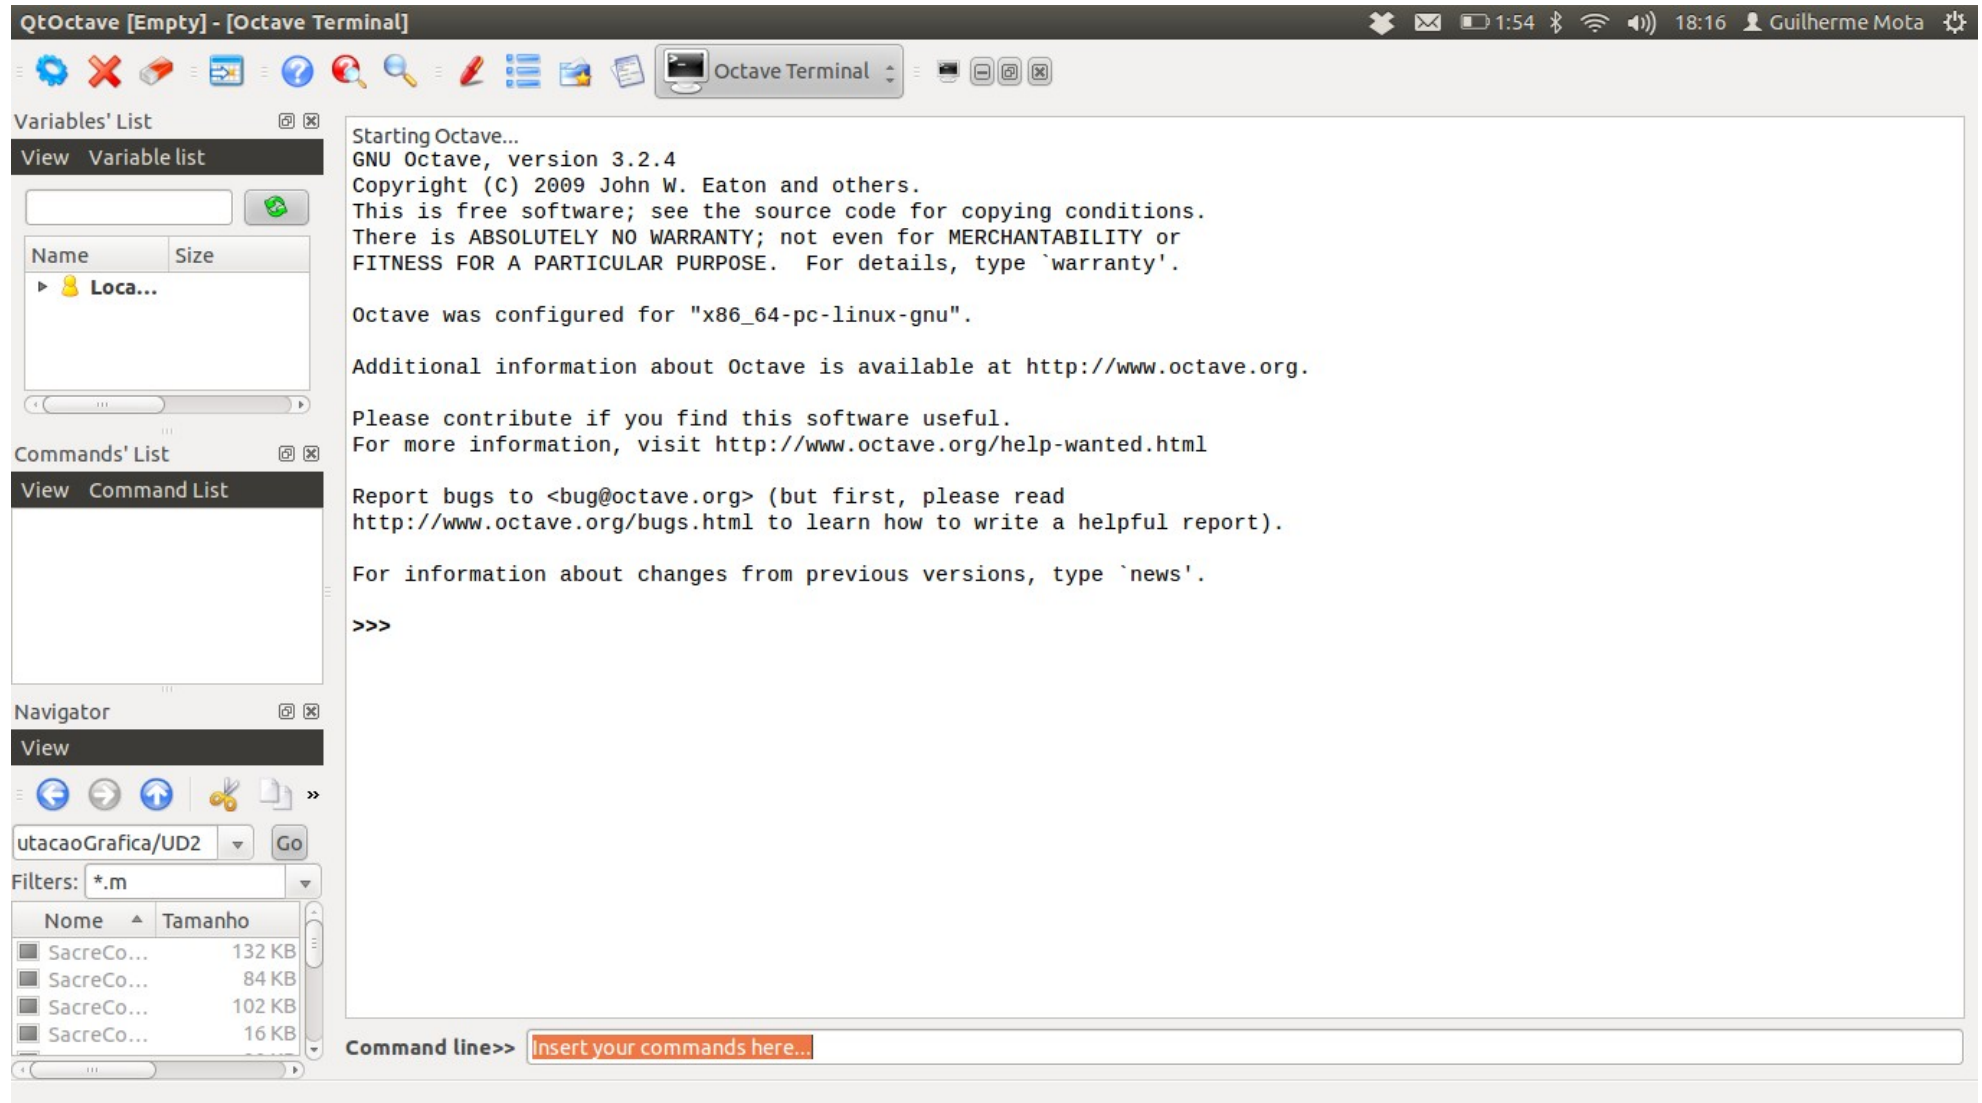 QtOctave [Empty] - [Octave Terminal]
1:54
18:16
Guilherme Mota
Octave Terminal
Variables' List
View Variable list
Name Size
Loca...
Commands' List
View Command List
Navigator
View
»
utacaoGrafica/UD2 Go
Filters: *.m
Nome Tamanho
SacreCo... 132 KB
SacreCo... 84 KB
SacreCo... 102 KB
SacreCo... 16 KB
Starting Octave...
GNU Octave, version 3.2.4
Copyright (C) 2009 John W. Eaton and others.
This is free software; see the source code for copying conditions.
There is ABSOLUTELY NO WARRANTY; not even for MERCHANTABILITY or
FITNESS FOR A PARTICULAR PURPOSE.  For details, type `warranty'.
Octave was configured for "x86_64-pc-linux-gnu".
Additional information about Octave is available at http://www.octave.org.
Please contribute if you find this software useful.
For more information, visit http://www.octave.org/help-wanted.html
Report bugs to <bug@octave.org> (but first, please read
http://www.octave.org/bugs.html to learn how to write a helpful report).
For information about changes from previous versions, type `news'.
>>>
Command line>> Insert your commands here...